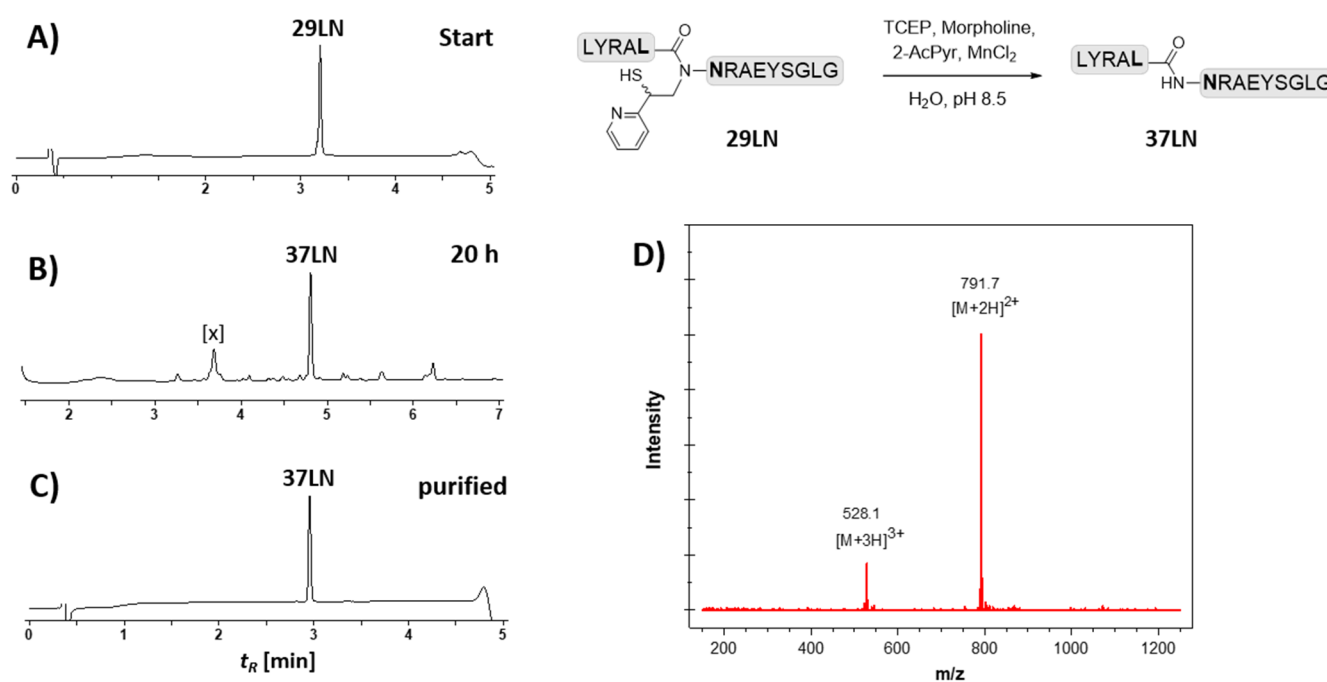 A)
29LN
Start
0 2 3 4 5
LYRAL
O
HS
N
NRAEYSGLG
N
29LN
TCEP, Morpholine,
2-AcPyr, MnCl2
H2O, pH 8.5
LYRAL
O
HN
NRAEYSGLG
37LN
B)
37LN
20 h
[x]
2 3 4 5 6 7
C)
37LN
purified
0 1 2 3 4 5
tR [min]
D)
791.7
[M+2H]2+
528.1
[M+3H]3+
Intensity
200 400 600 800 1000 1200
m/z